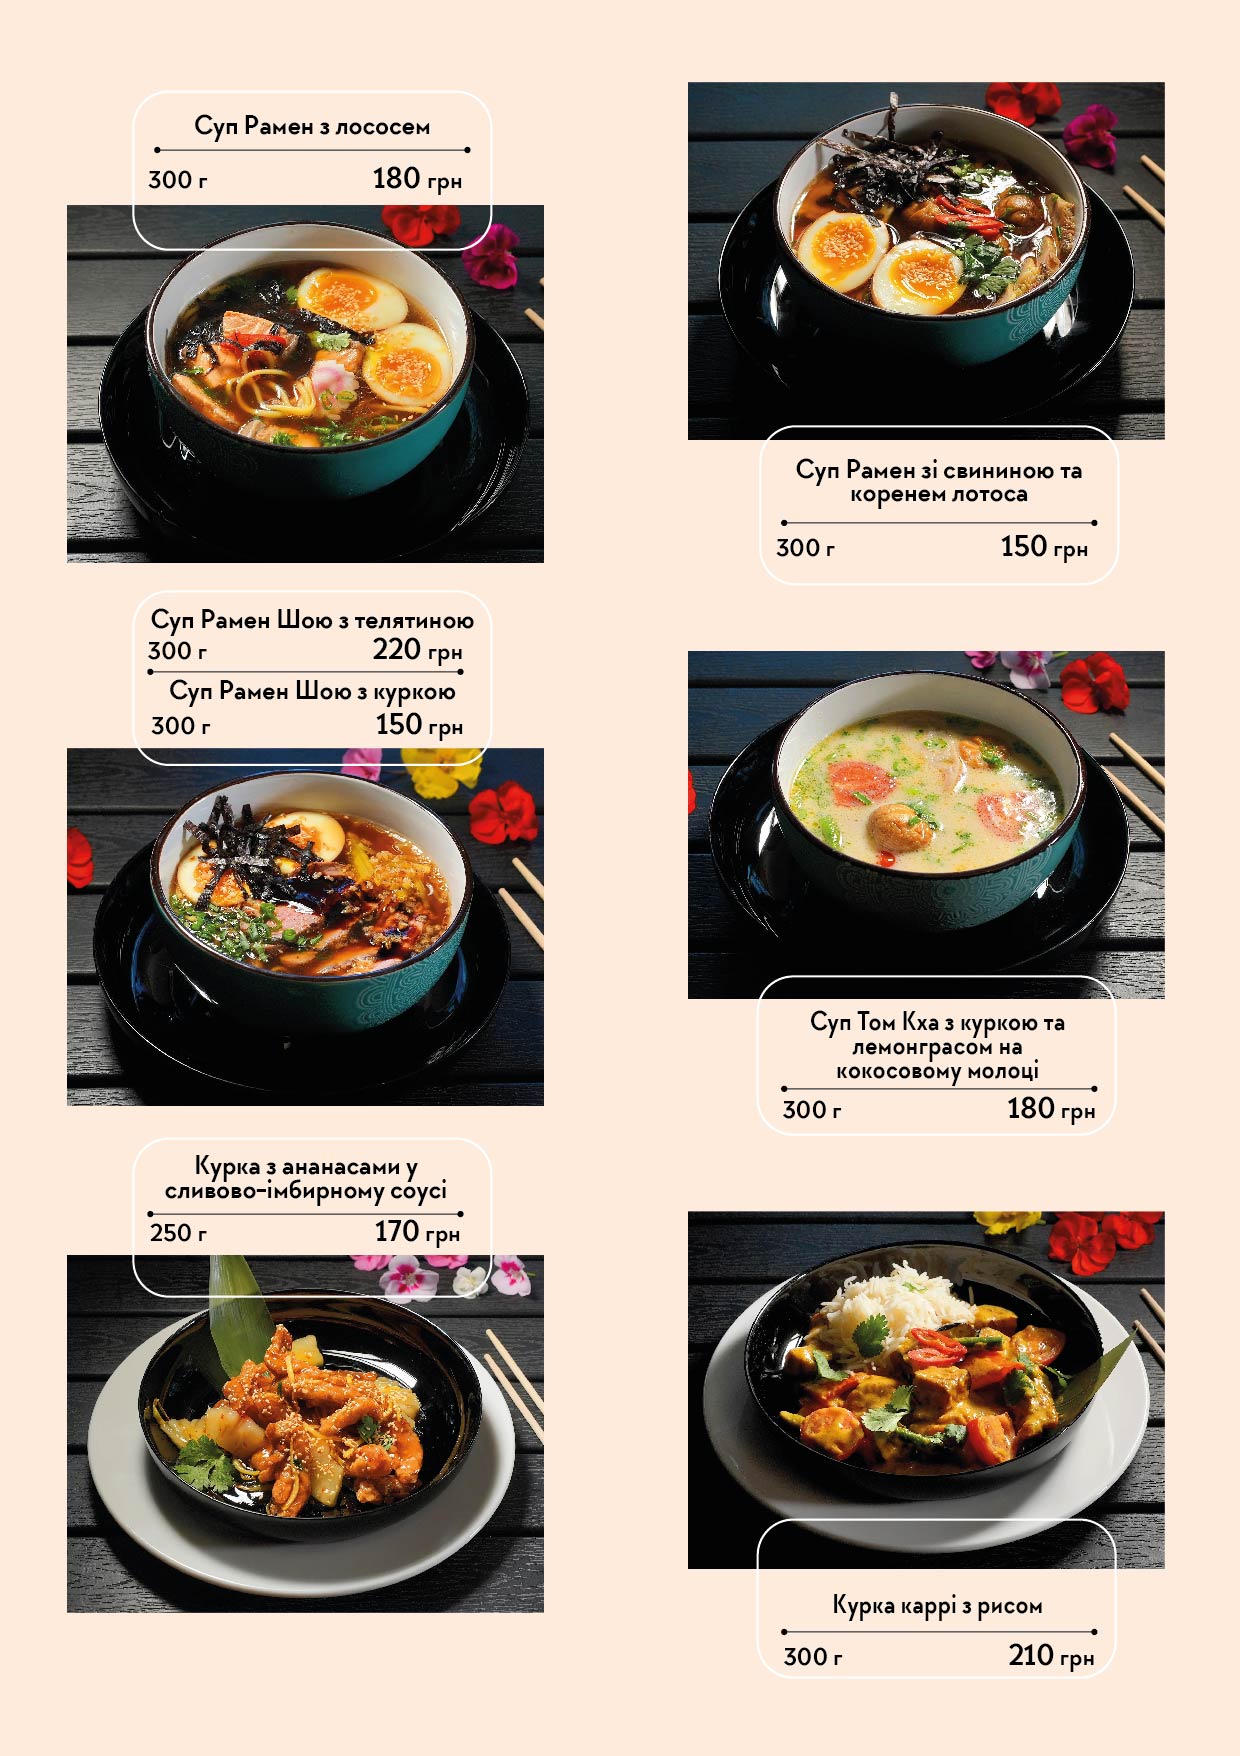 Суп Рамен з лососем
300 г 180 грн
Суп Рамен зі свининою та
коренем лотоса
300 г 150 грн
Суп Рамен Шою з телятиною
300 г 220 грн
Суп Рамен Шою з куркою
300 г 150 грн
Суп Том Кха з куркою та
лемонграсом на
кокосовому молоці
300 г 180 грн
Курка з ананасами у
сливово-імбирному соусі
250 г 170 грн
Курка каррі з рисом
300 г 210 грн